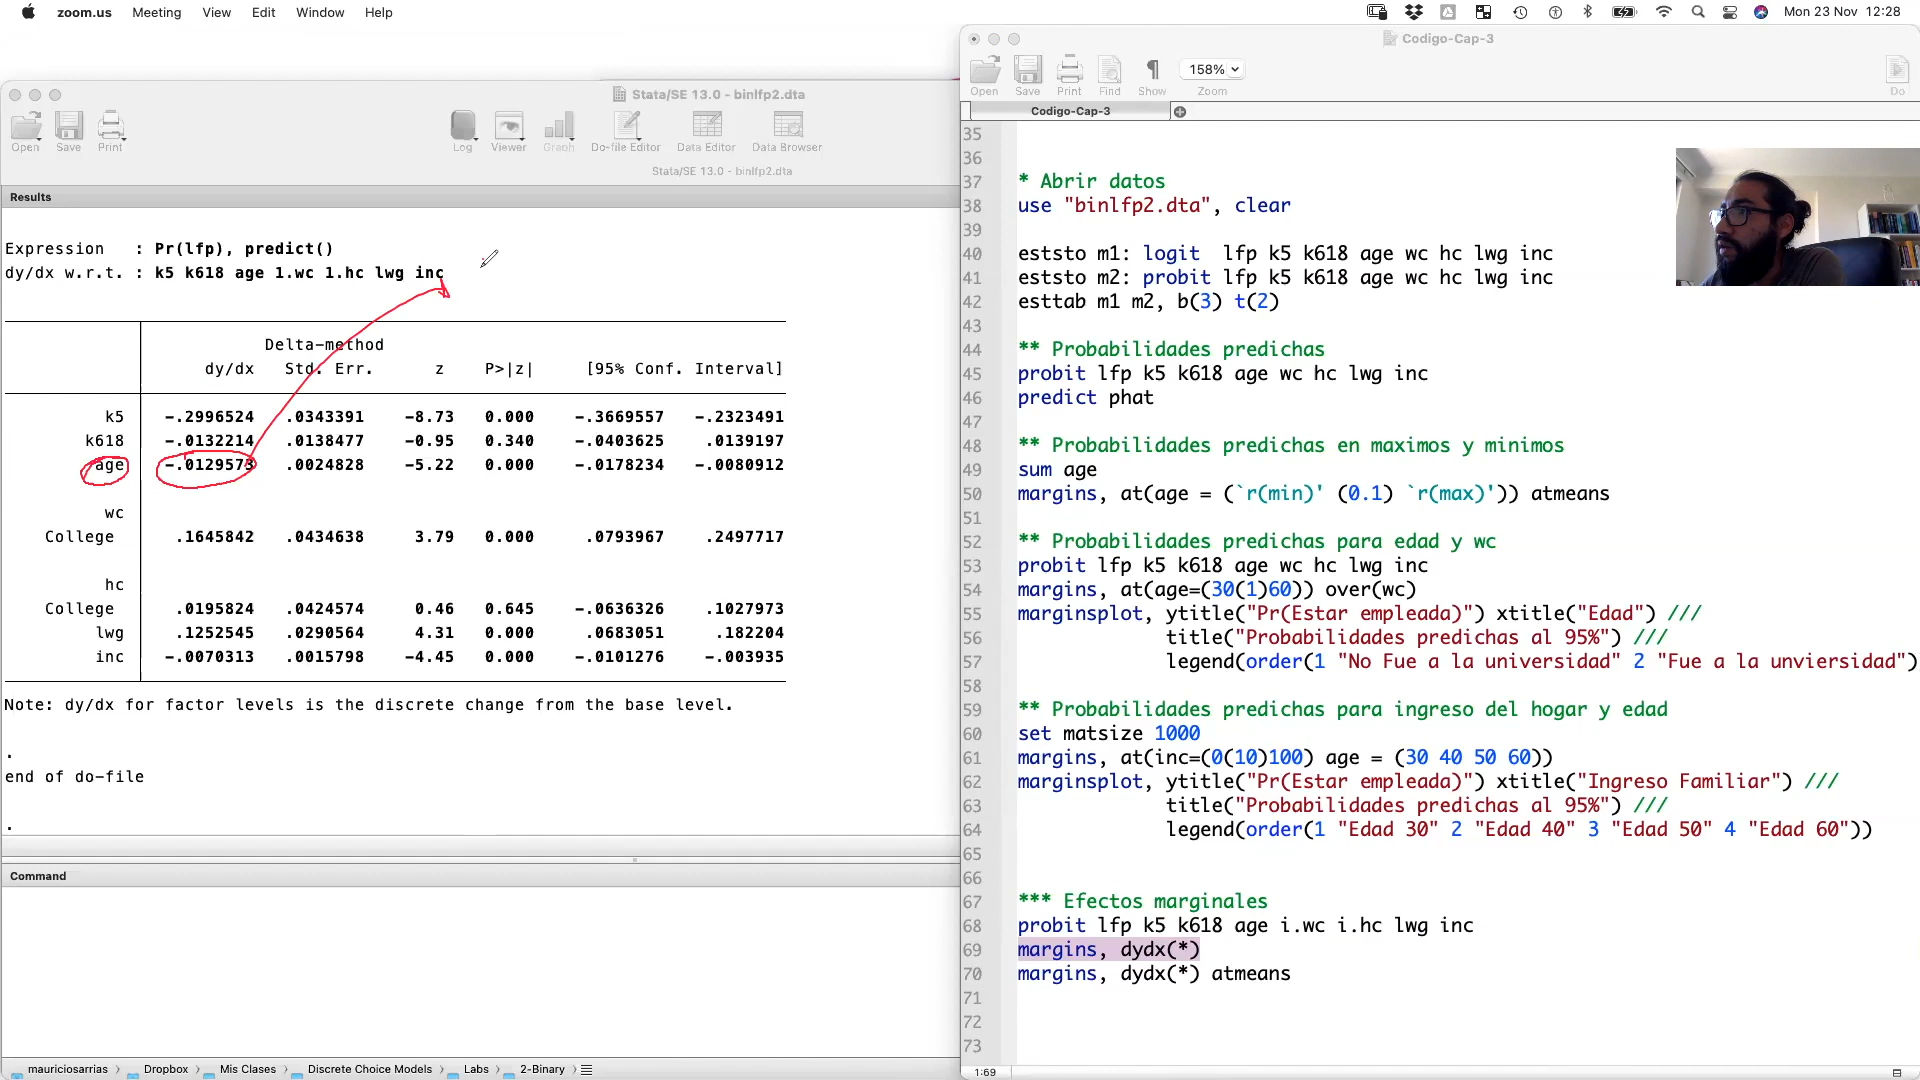 zoom.us Meeting View Edit Window Help Mon 23 Nov 12:28
Codigo-Cap-3
Open Save Print Find Show 158% Zoom Do
Codigo-Cap-3
Stata/SE 13.0 - binlfp2.dta
Open Save Print Log Viewer Graph Do-file Editor Data Editor Data Browser
Stata/SE 13.0 - binlfp2.dta
Results
Expression : Pr(lfp), predict()
dy/dx w.r.t. : k5 k618 age 1.wc 1.hc lwg inc
Delta-method
dy/dx Std. Err. z P>|z| [95% Conf. Interval]
k5 -.2996524 .0343391 -8.73 0.000 -.3669557 -.2323491
k618 -.0132214 .0138477 -0.95 0.340 -.0403625 .0139197
age -.0129573 .0024828 -5.22 0.000 -.0178234 -.0080912
wc
College .1645842 .0434638 3.79 0.000 .0793967 .2497717
hc
College .0195824 .0424574 0.46 0.645 -.0636326 .1027973
lwg .1252545 .0290564 4.31 0.000 .0683051 .182204
inc -.0070313 .0015798 -4.45 0.000 -.0101276 -.003935
Note: dy/dx for factor levels is the discrete change from the base level.
.
end of do-file
.
Command
mauriciosarrias Dropbox Mis Clases Discrete Choice Models Labs 2-Binary
35
36
37 * Abrir datos
38 use "binlfp2.dta", clear
39
40 eststo m1: logit lfp k5 k618 age wc hc lwg inc
41 eststo m2: probit lfp k5 k618 age wc hc lwg inc
42 esttab m1 m2, b(3) t(2)
43
44 ** Probabilidades predichas
45 probit lfp k5 k618 age wc hc lwg inc
46 predict phat
47
48 ** Probabilidades predichas en maximos y minimos
49 sum age
50 margins, at(age = (`r(min)' (0.1) `r(max)')) atmeans
51
52 ** Probabilidades predichas para edad y wc
53 probit lfp k5 k618 age wc hc lwg inc
54 margins, at(age=(30(1)60)) over(wc)
55 marginsplot, ytitle("Pr(Estar empleada)") xtitle("Edad") ///
56 title("Probabilidades predichas al 95%") ///
57 legend(order(1 "No Fue a la universidad" 2 "Fue a la unviersidad")
58
59 ** Probabilidades predichas para ingreso del hogar y edad
60 set matsize 1000
61 margins, at(inc=(0(10)100) age = (30 40 50 60))
62 marginsplot, ytitle("Pr(Estar empleada)") xtitle("Ingreso Familiar") ///
63 title("Probabilidades predichas al 95%") ///
64 legend(order(1 "Edad 30" 2 "Edad 40" 3 "Edad 50" 4 "Edad 60"))
65
66
67 *** Efectos marginales
68 probit lfp k5 k618 age i.wc i.hc lwg inc
69 margins, dydx(*)
70 margins, dydx(*) atmeans
71
72
73
1:69